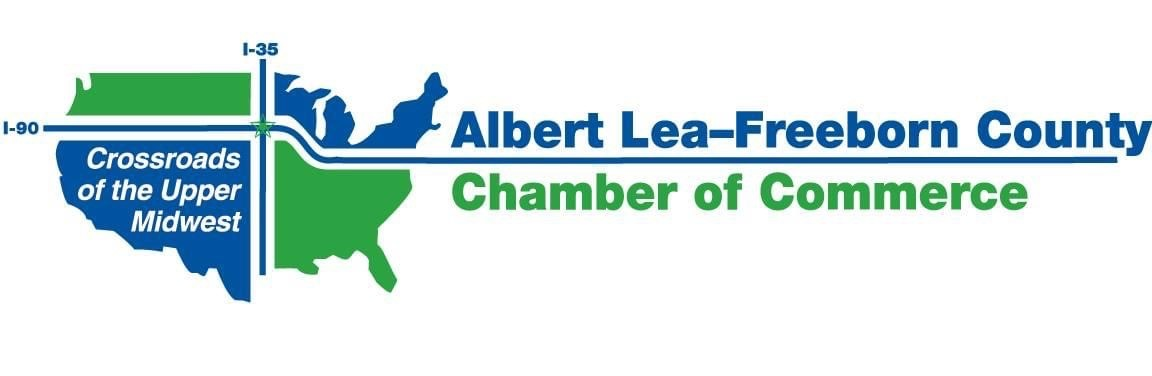 I-35
I-90
Crossroads
of the Upper
Midwest
Albert Lea–Freeborn County
Chamber of Commerce